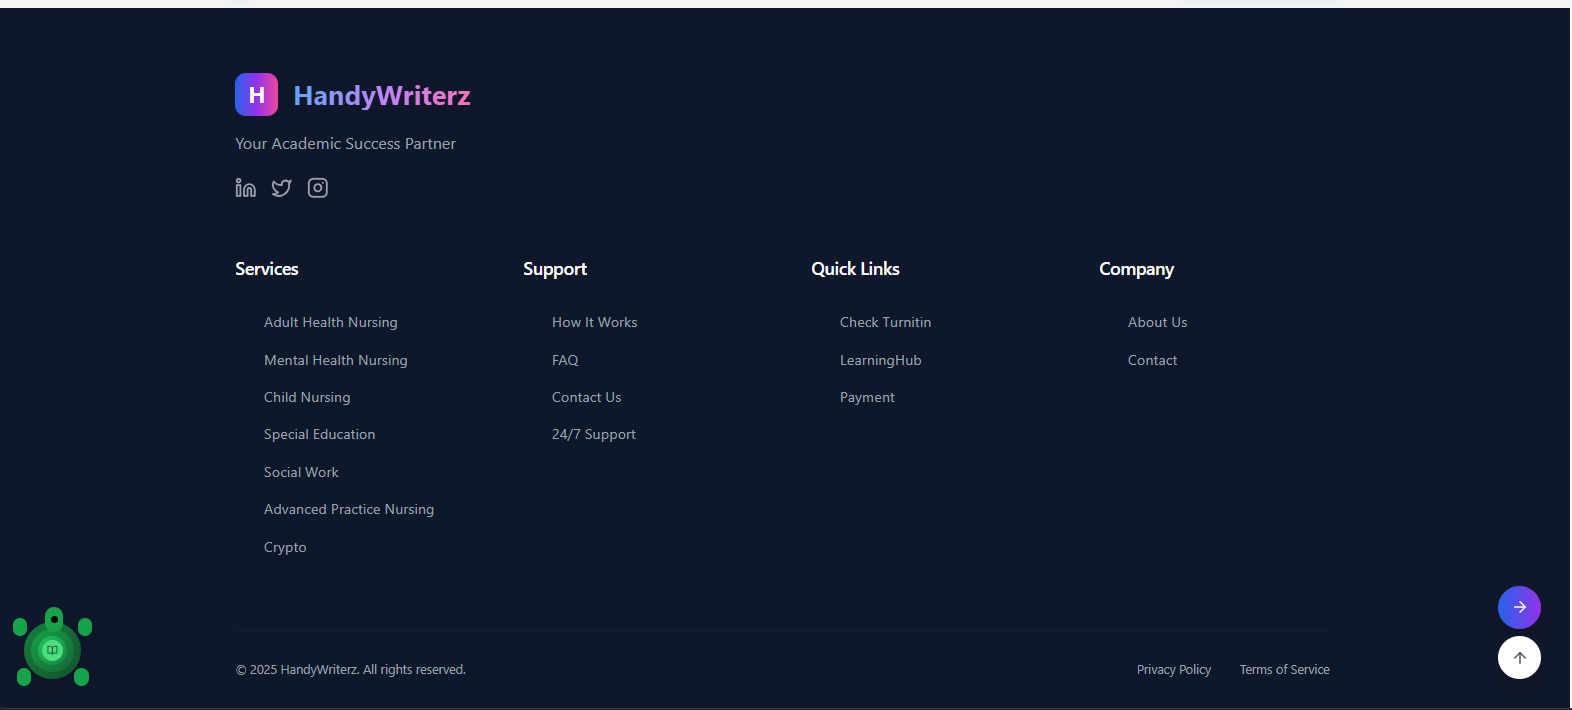 H HandyWriterz
Your Academic Success Partner
Services
Adult Health Nursing
Mental Health Nursing
Child Nursing
Special Education
Social Work
Advanced Practice Nursing
Crypto
Support
How It Works
FAQ
Contact Us
24/7 Support
Quick Links
Check Turnitin
LearningHub
Payment
Company
About Us
Contact
© 2025 HandyWriterz. All rights reserved.
Privacy Policy
Terms of Service